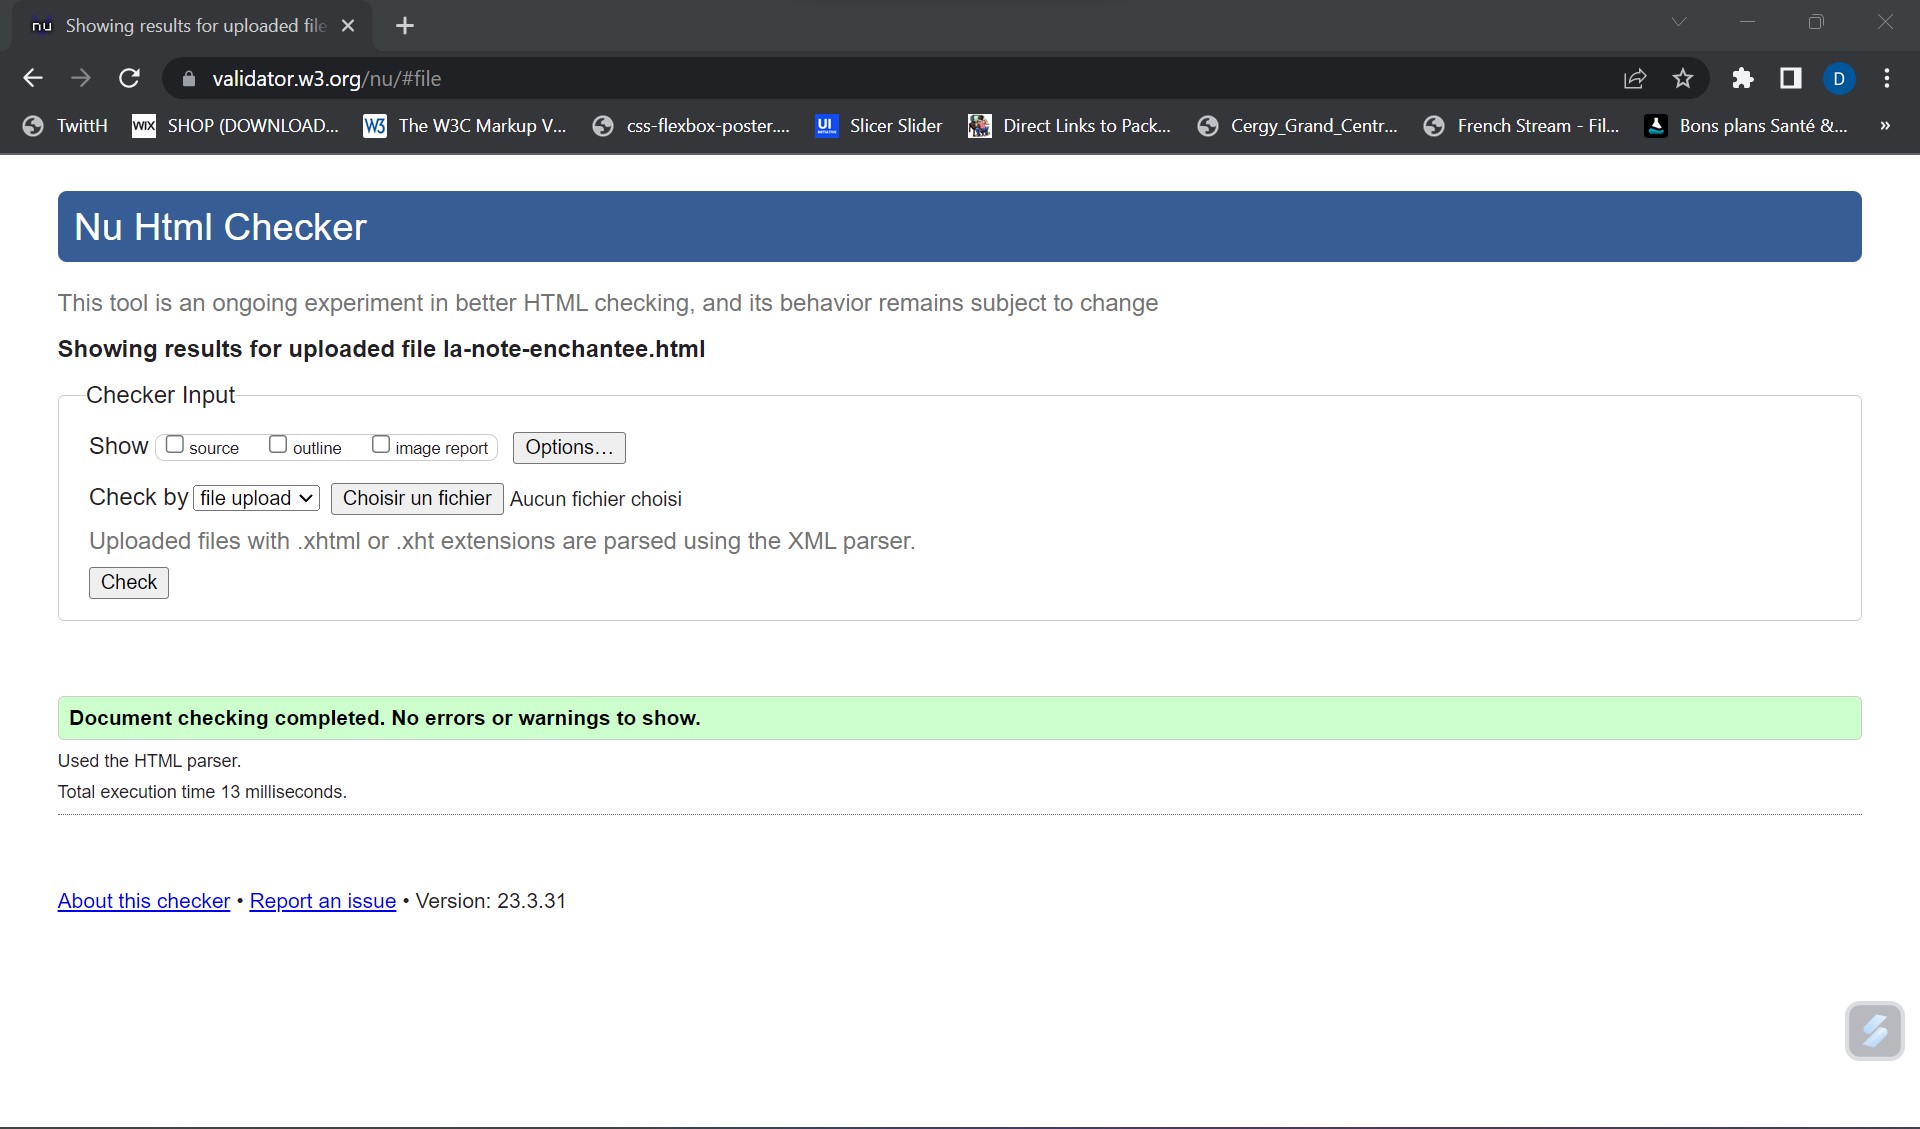 nu Showing results for uploaded file
validator.w3.org/nu/#file D
TwittH WIX SHOP (DOWNLOAD... W3 The W3C Markup V... css-flexbox-poster.... UI Slicer Slider Direct Links to Pack... Cergy_Grand_Centr... French Stream - Fil... Bons plans Santé &... »
Nu Html Checker
This tool is an ongoing experiment in better HTML checking, and its behavior remains subject to change
Showing results for uploaded file la-note-enchantee.html
Checker Input
Show source outline image report Options...
Check by file upload Choisir un fichier Aucun fichier choisi
Uploaded files with .xhtml or .xht extensions are parsed using the XML parser.
Check
Document checking completed. No errors or warnings to show.
Used the HTML parser.
Total execution time 13 milliseconds.
About this checker • Report an issue • Version: 23.3.31